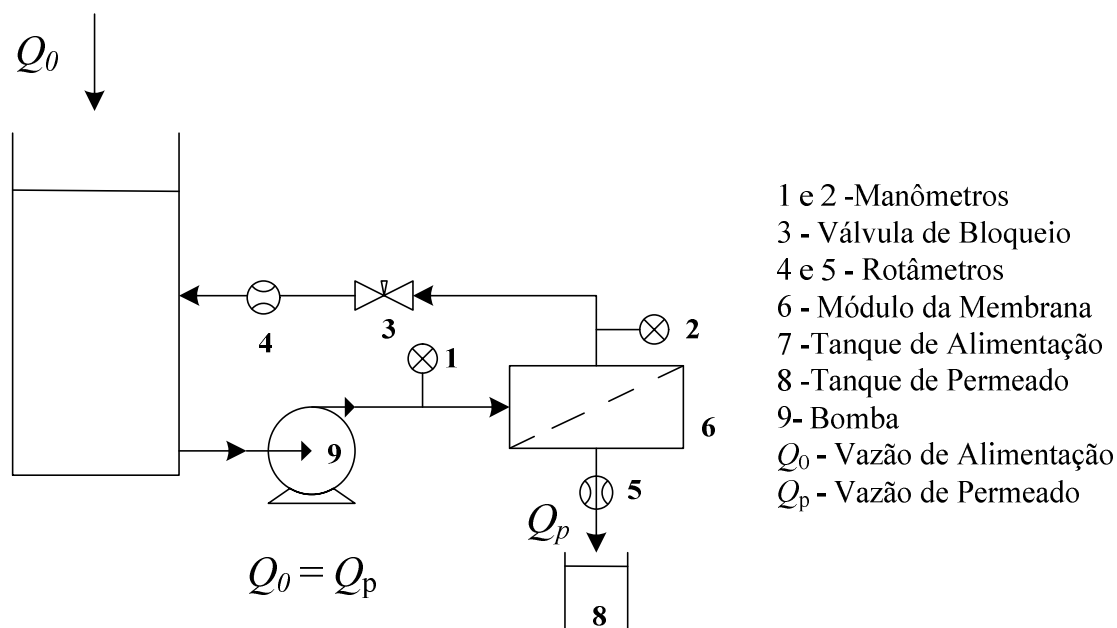 Q0
1 e 2 -Manômetros
3 - Válvula de Bloqueio
4 e 5 - Rotâmetros
6 - Módulo da Membrana
7 -Tanque de Alimentação
8 -Tanque de Permeado
9- Bomba
Q0 - Vazão de Alimentação
Qp - Vazão de Permeado
4
3
2
1
9
6
5
Qp
Q0 = Qp
8